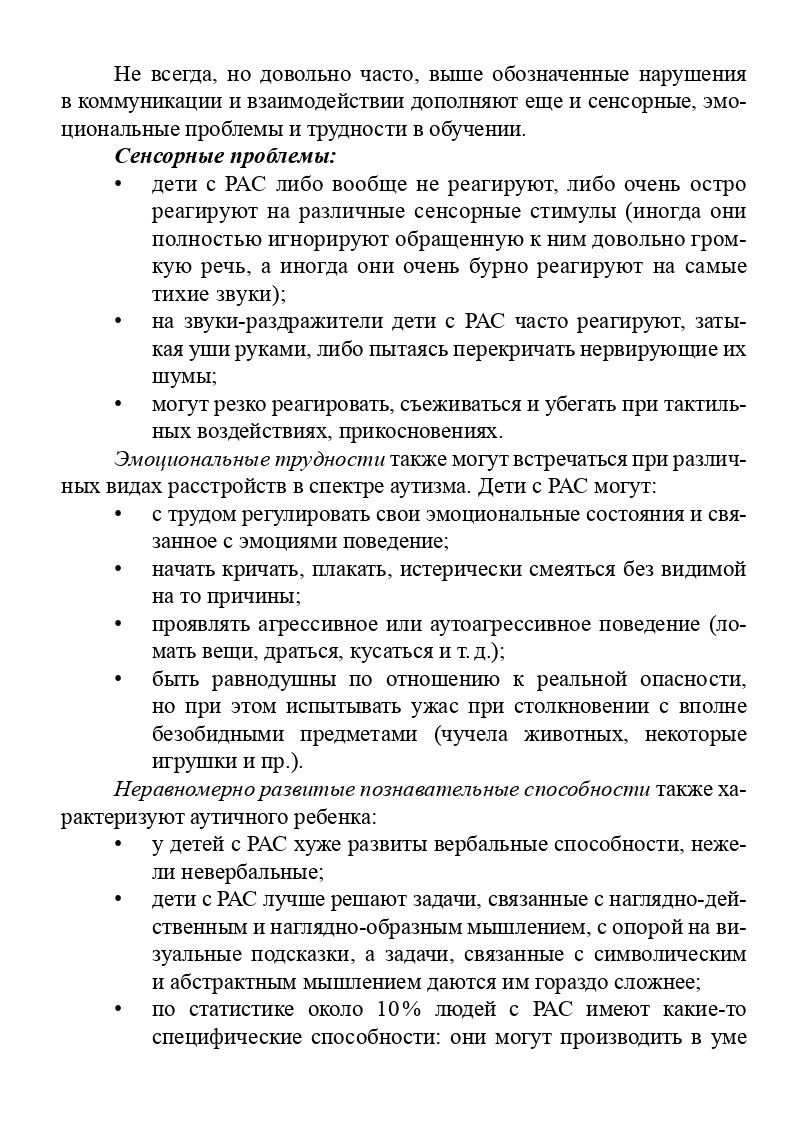 Не всегда, но довольно часто, выше обозначенные нарушения
в коммуникации и взаимодействии дополняют еще и сенсорные, эмо-
циональные проблемы и трудности в обучении.
Сенсорные проблемы:
• дети с РАС либо вообще не реагируют, либо очень остро
реагируют на различные сенсорные стимулы (иногда они
полностью игнорируют обращенную к ним довольно гром-
кую речь, а иногда они очень бурно реагируют на самые
тихие звуки);
• на звуки-раздражители дети с РАС часто реагируют, заты-
кая уши руками, либо пытаясь перекричать нервирующие их
шумы;
• могут резко реагировать, съеживаться и убегать при тактиль-
ных воздействиях, прикосновениях.
Эмоциональные трудности также могут встречаться при различ-
ных видах расстройств в спектре аутизма. Дети с РАС могут:
• с трудом регулировать свои эмоциональные состояния и свя-
занное с эмоциями поведение;
• начать кричать, плакать, истерически смеяться без видимой
на то причины;
• проявлять агрессивное или аутоагрессивное поведение (ло-
мать вещи, драться, кусаться и т. д.);
• быть равнодушны по отношению к реальной опасности,
но при этом испытывать ужас при столкновении с вполне
безобидными предметами (чучела животных, некоторые
игрушки и пр.).
Неравномерно развитые познавательные способности также ха-
рактеризуют аутичного ребенка:
• у детей с РАС хуже развиты вербальные способности, неже-
ли невербальные;
• дети с РАС лучше решают задачи, связанные с наглядно-дей-
ственным и наглядно-образным мышлением, с опорой на ви-
зуальные подсказки, а задачи, связанные с символическим
и абстрактным мышлением даются им гораздо сложнее;
• по статистике около 10 % людей с РАС имеют какие-то
специфические способности: они могут производить в уме